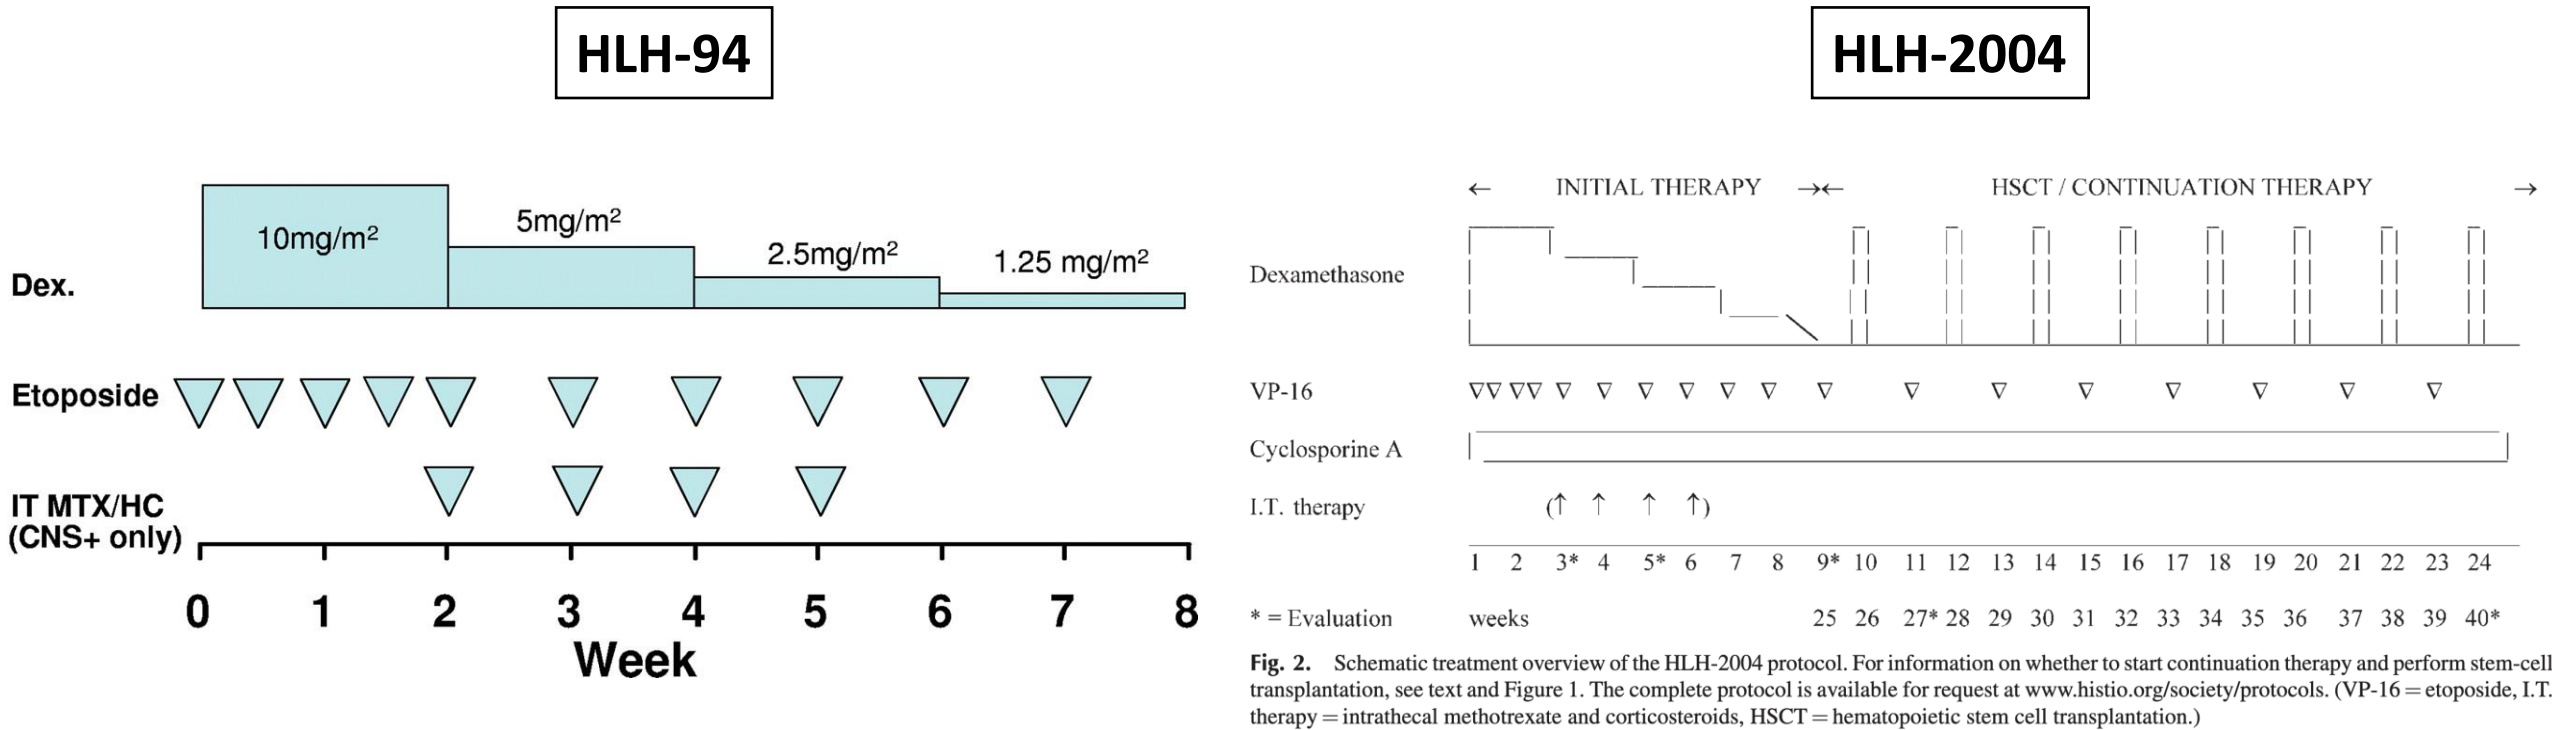 HLH-94
10mg/m²
5mg/m²
2.5mg/m²
1.25 mg/m²
Dex.
Etoposide
IT MTX/HC
(CNS+ only)
0 1 2 3 4 5 6 7 8
Week
HLH-2004
← INITIAL THERAPY →← HSCT / CONTINUATION THERAPY →
Dexamethasone
VP-16
Cyclosporine A
I.T. therapy (↑ ↑ ↑ ↑)
1 2 3* 4 5* 6 7 8 9* 10 11 12 13 14 15 16 17 18 19 20 21 22 23 24
* = Evaluation weeks 25 26 27* 28 29 30 31 32 33 34 35 36 37 38 39 40*
Fig. 2. Schematic treatment overview of the HLH-2004 protocol. For information on whether to start continuation therapy and perform stem-cell
transplantation, see text and Figure 1. The complete protocol is available for request at www.histio.org/society/protocols. (VP-16 = etoposide, I.T.
therapy = intrathecal methotrexate and corticosteroids, HSCT = hematopoietic stem cell transplantation.)